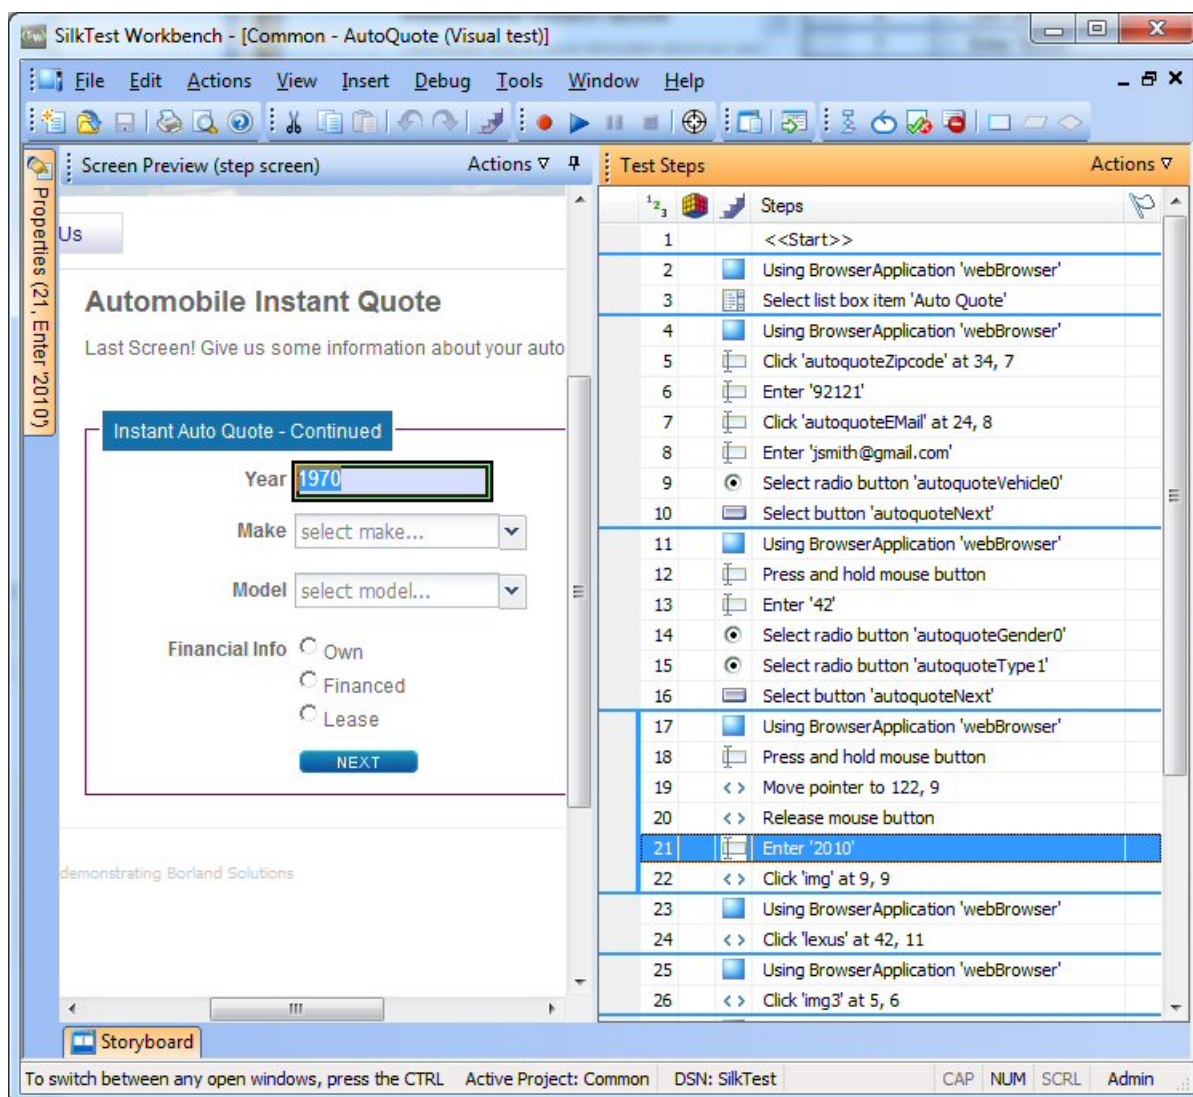 SilkTest Workbench - [Common - AutoQuote (Visual test)]
File Edit Actions View Insert Debug Tools Window Help
Properties (21, Enter '2010')
Screen Preview (step screen) Actions
Us
Automobile Instant Quote
Last Screen! Give us some information about your auto
Instant Auto Quote - Continued
Year 1970
Make select make...
Model select model...
Financial Info Own
Financed
Lease
NEXT
demonstrating Borland Solutions
Test Steps Actions
Steps
1 <<Start>>
2 Using BrowserApplication 'webBrowser'
3 Select list box item 'Auto Quote'
4 Using BrowserApplication 'webBrowser'
5 Click 'autoquoteZipcode' at 34, 7
6 Enter '92121'
7 Click 'autoquoteEMail' at 24, 8
8 Enter 'jsmith@gmail.com'
9 Select radio button 'autoquoteVehicle0'
10 Select button 'autoquoteNext'
11 Using BrowserApplication 'webBrowser'
12 Press and hold mouse button
13 Enter '42'
14 Select radio button 'autoquoteGender0'
15 Select radio button 'autoquoteType1'
16 Select button 'autoquoteNext'
17 Using BrowserApplication 'webBrowser'
18 Press and hold mouse button
19 Move pointer to 122, 9
20 Release mouse button
21 Enter '2010'
22 Click 'img' at 9, 9
23 Using BrowserApplication 'webBrowser'
24 Click 'lexus' at 42, 11
25 Using BrowserApplication 'webBrowser'
26 Click 'img3' at 5, 6
Storyboard
To switch between any open windows, press the CTRL Active Project: Common DSN: SilkTest CAP NUM SCRL Admin